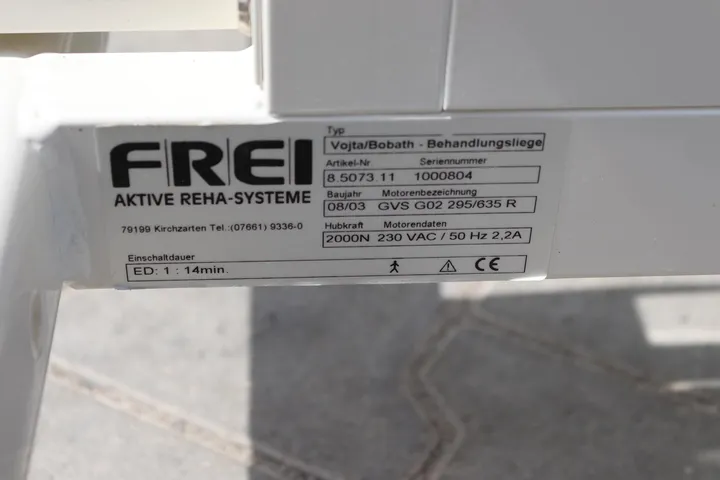 FREI
AKTIVE REHA-SYSTEME
79199 Kirchzarten Tel.:(07661) 9336-0
Typ
Vojta/Bobath - Behandlungsliege
Artikel-Nr Seriennummer
8.5073.11 1000804
Baujahr Motorenbezeichnung
08/03 GVS G02 295/635 R
Hubkraft Motorendaten
2000N 230 VAC / 50 Hz 2,2A
Einschaltdauer
ED: 1 : 14min.
CE